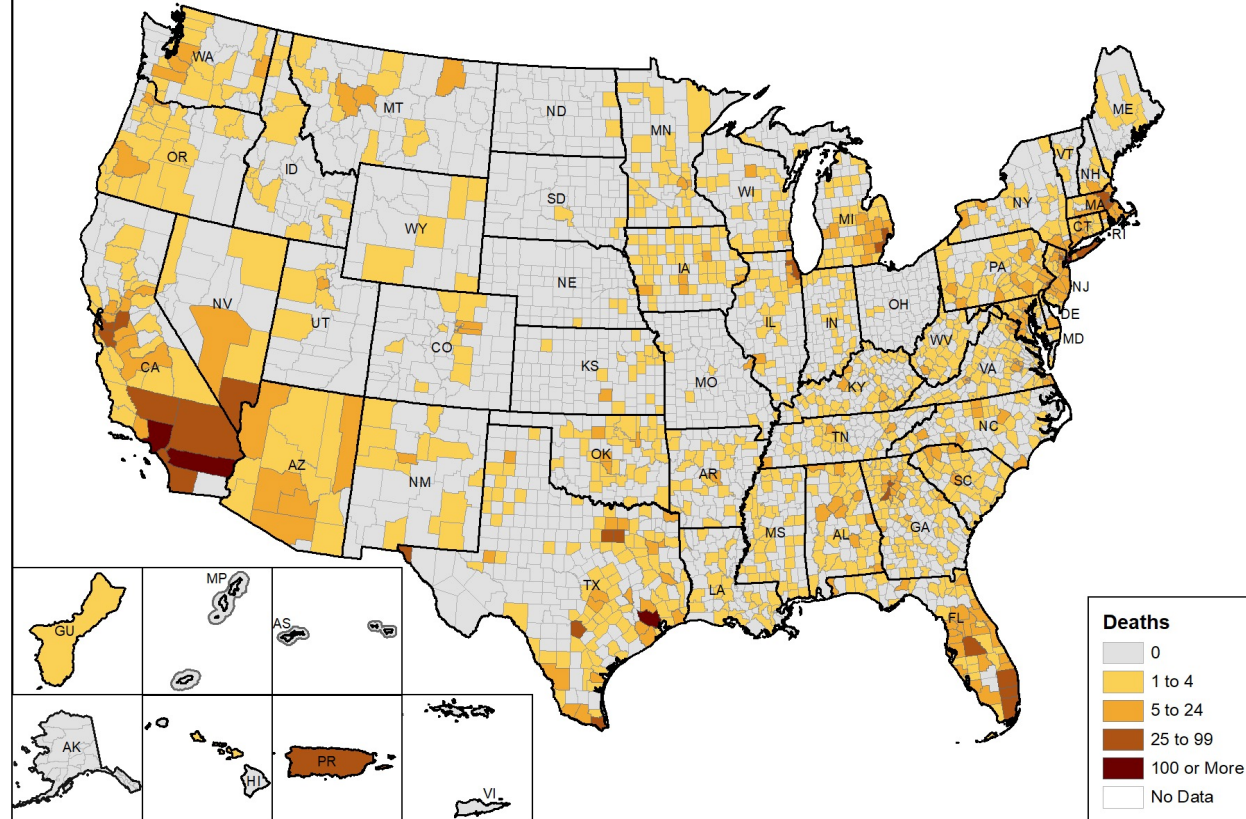 WA
MT
ND
MN
ME
OR
ID
SD
WI
MI
VT
NH
NY
MA
CT
RI
WY
IA
PA
NJ
NE
NV
UT
CO
IL
IN
OH
DE
MD
WV
CA
KS
MO
KY
VA
AZ
NM
OK
AR
TN
NC
SC
MS
AL
GA
TX
LA
FL
MP
GU
AS
AK
HI
PR
VI
Deaths
0
1 to 4
5 to 24
25 to 99
100 or More
No Data